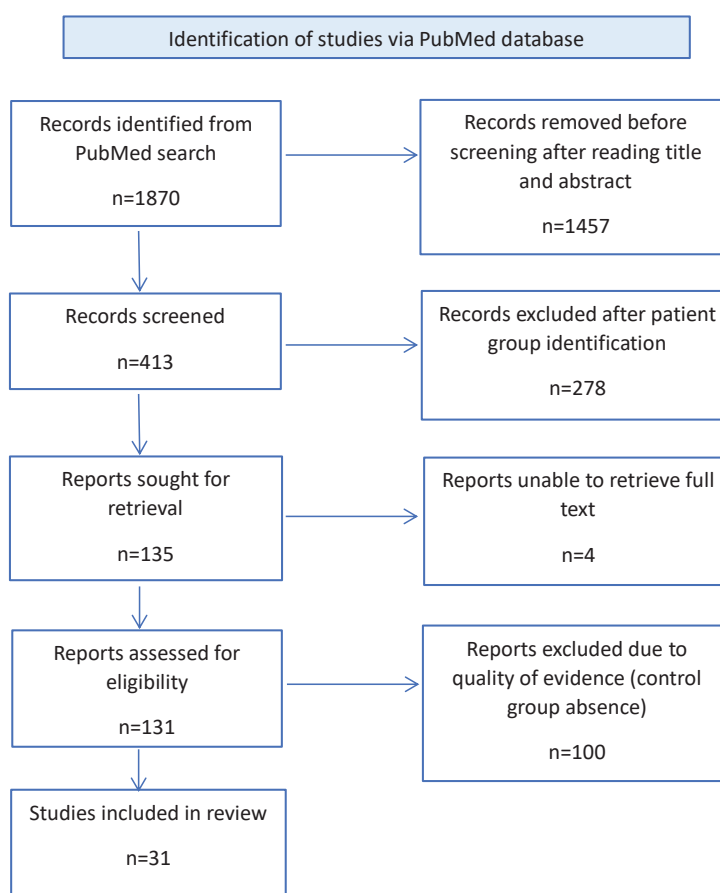 Identification of studies via PubMed database
Records identified from
PubMed search
n=1870
Records removed before
screening after reading title
and abstract
n=1457
Records screened
n=413
Records excluded after patient
group identification
n=278
Reports sought for
retrieval
n=135
Reports unable to retrieve full
text
n=4
Reports assessed for
eligibility
n=131
Reports excluded due to
quality of evidence (control
group absence)
n=100
Studies included in review
n=31